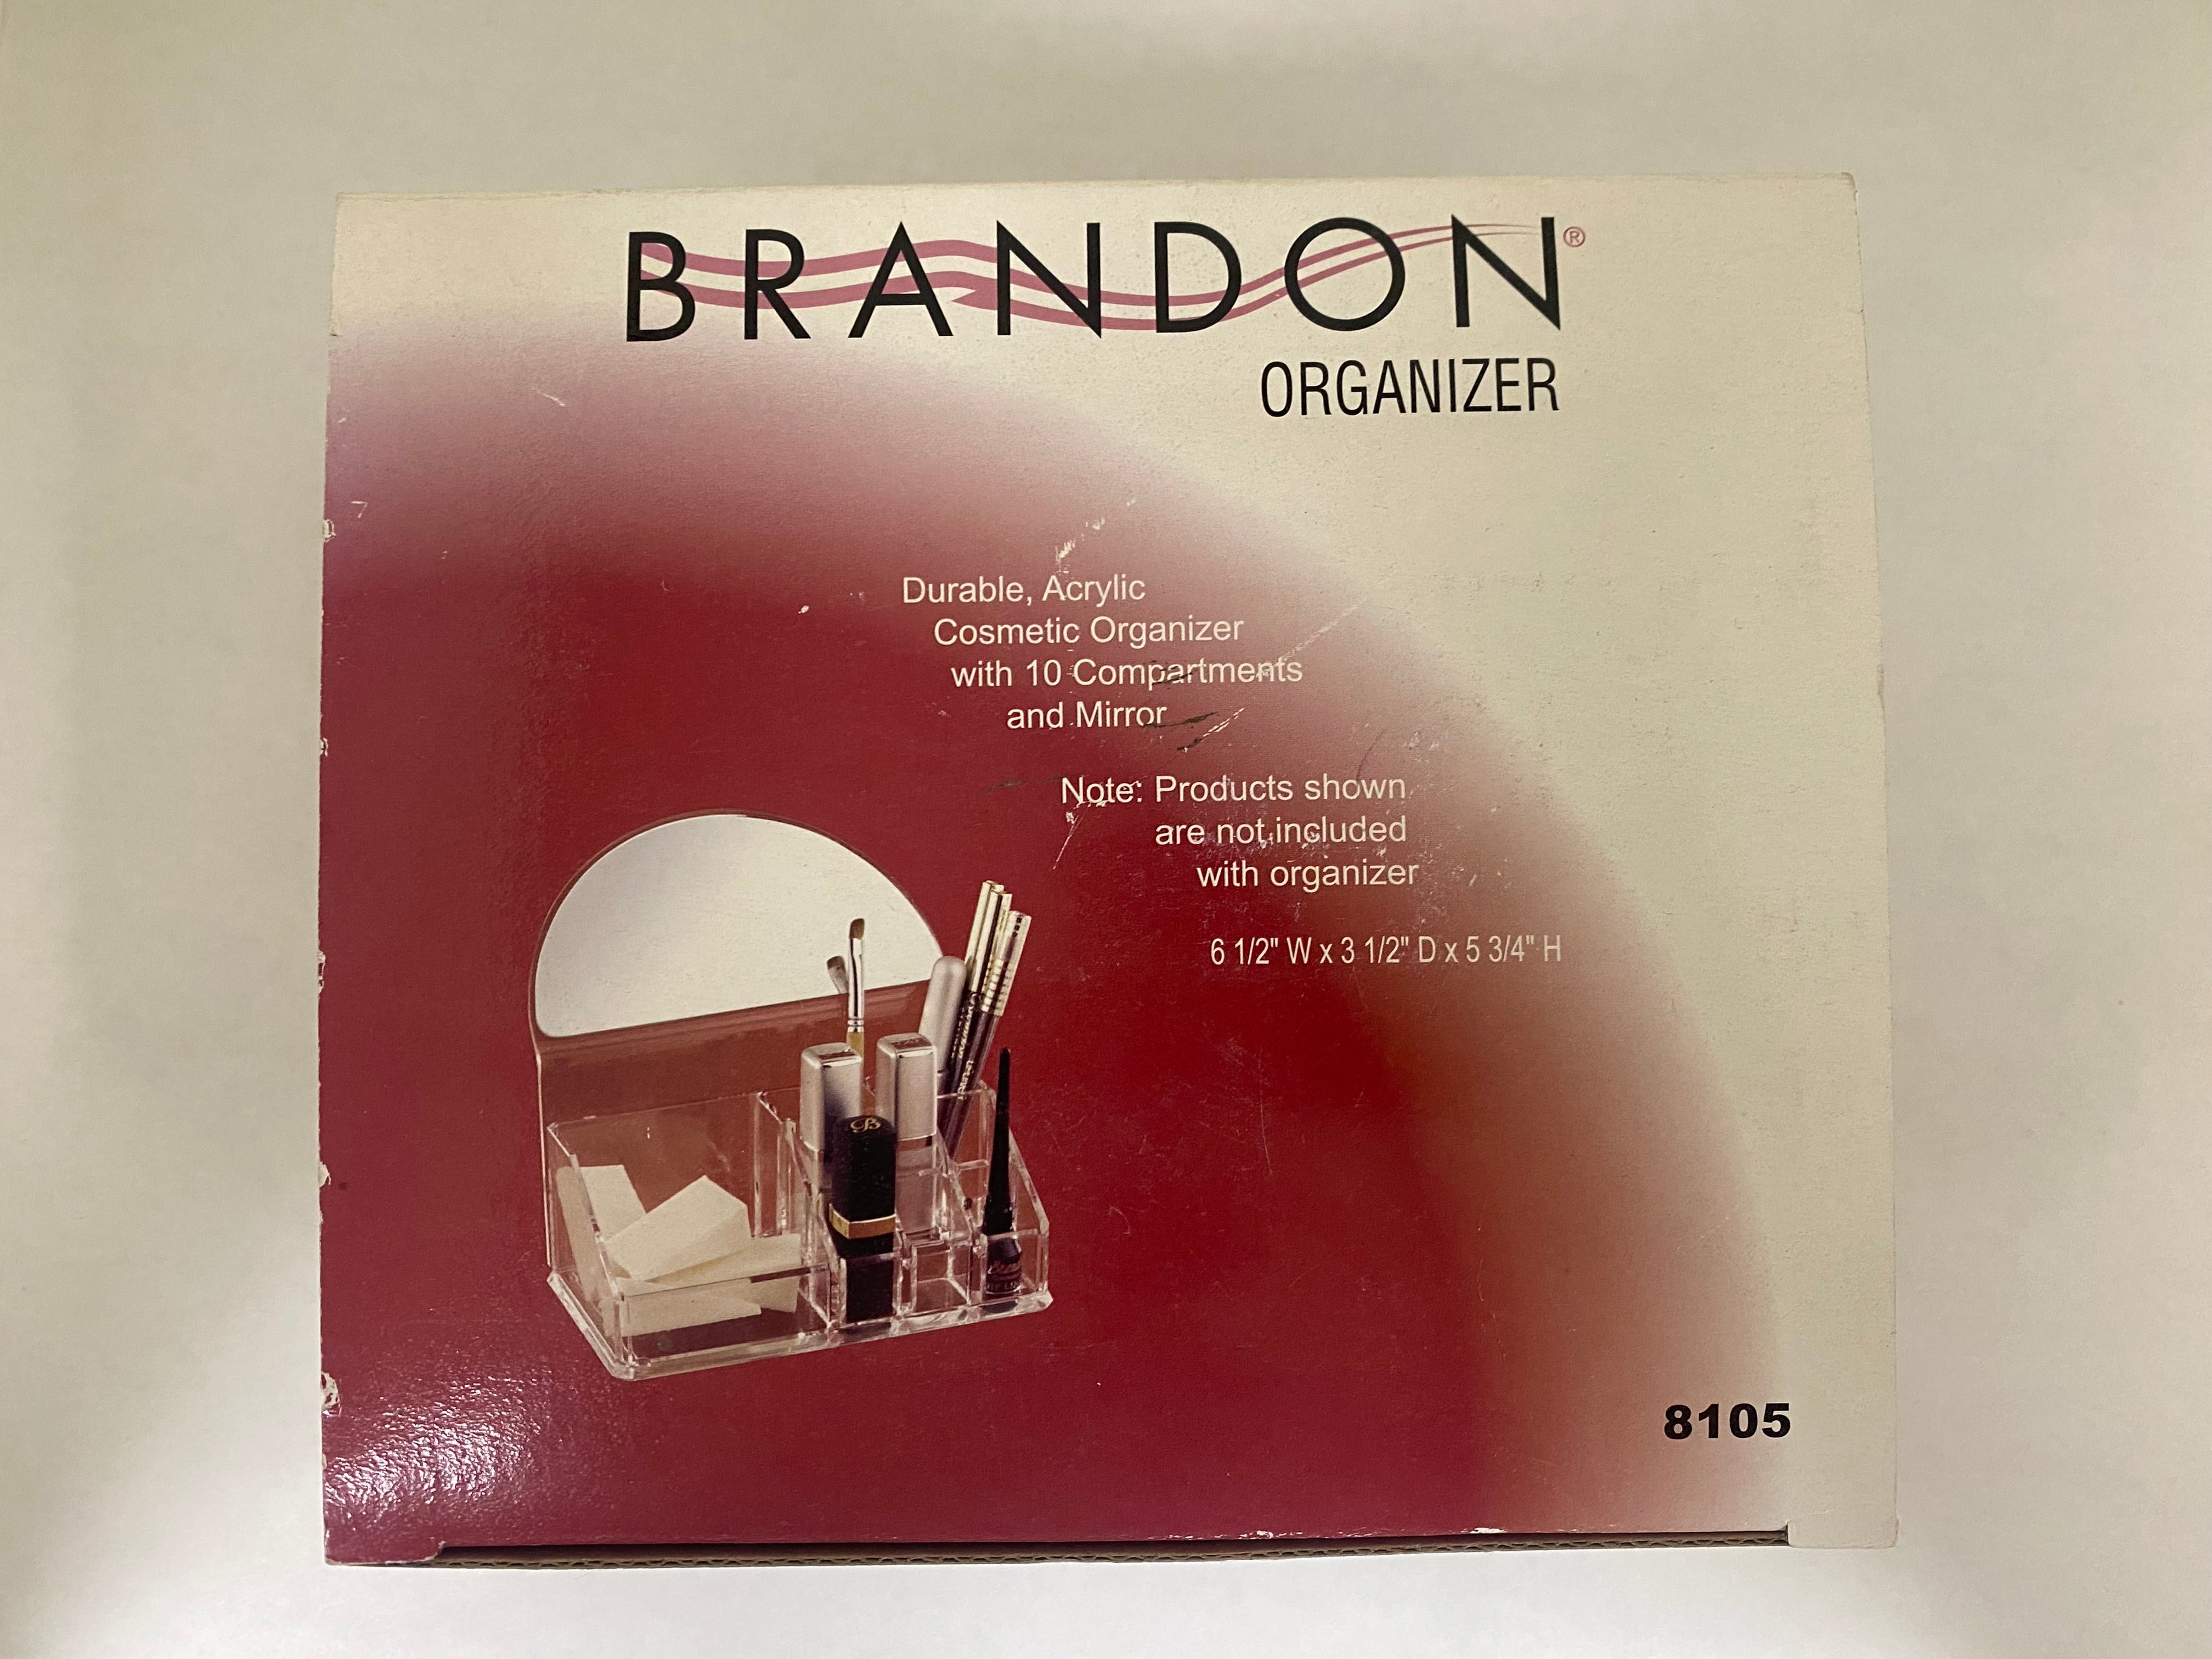 BRANDON®
ORGANIZER
Durable, Acrylic
Cosmetic Organizer
with 10 Compartments
and Mirror
Note: Products shown
are not included
with organizer
6 1/2" W x 3 1/2" D x 5 3/4" H
8105